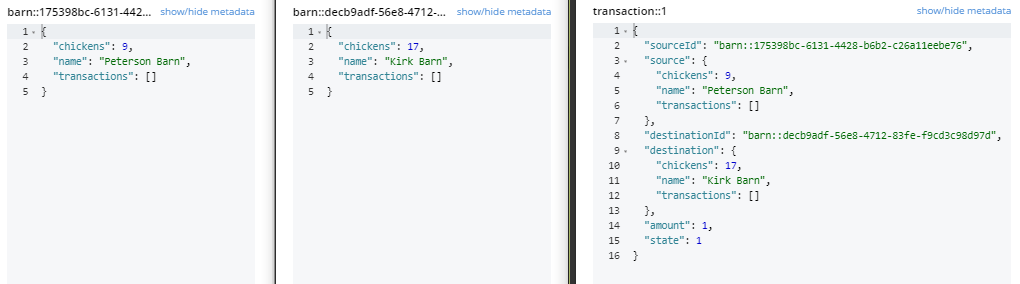 barn::175398bc-6131-442... show/hide metadata
1 {
2 "chickens": 9,
3 "name": "Peterson Barn",
4 "transactions": []
5 }
barn::decb9adf-56e8-4712-... show/hide metadata
1 {
2 "chickens": 17,
3 "name": "Kirk Barn",
4 "transactions": []
5 }
transaction::1 show/hide metadata
1 {
2 "sourceId": "barn::175398bc-6131-4428-b6b2-c26a11eebe76",
3 "source": {
4 "chickens": 9,
5 "name": "Peterson Barn",
6 "transactions": []
7 },
8 "destinationId": "barn::decb9adf-56e8-4712-83fe-f9cd3c98d97d",
9 "destination": {
10 "chickens": 17,
11 "name": "Kirk Barn",
12 "transactions": []
13 },
14 "amount": 1,
15 "state": 1
16 }